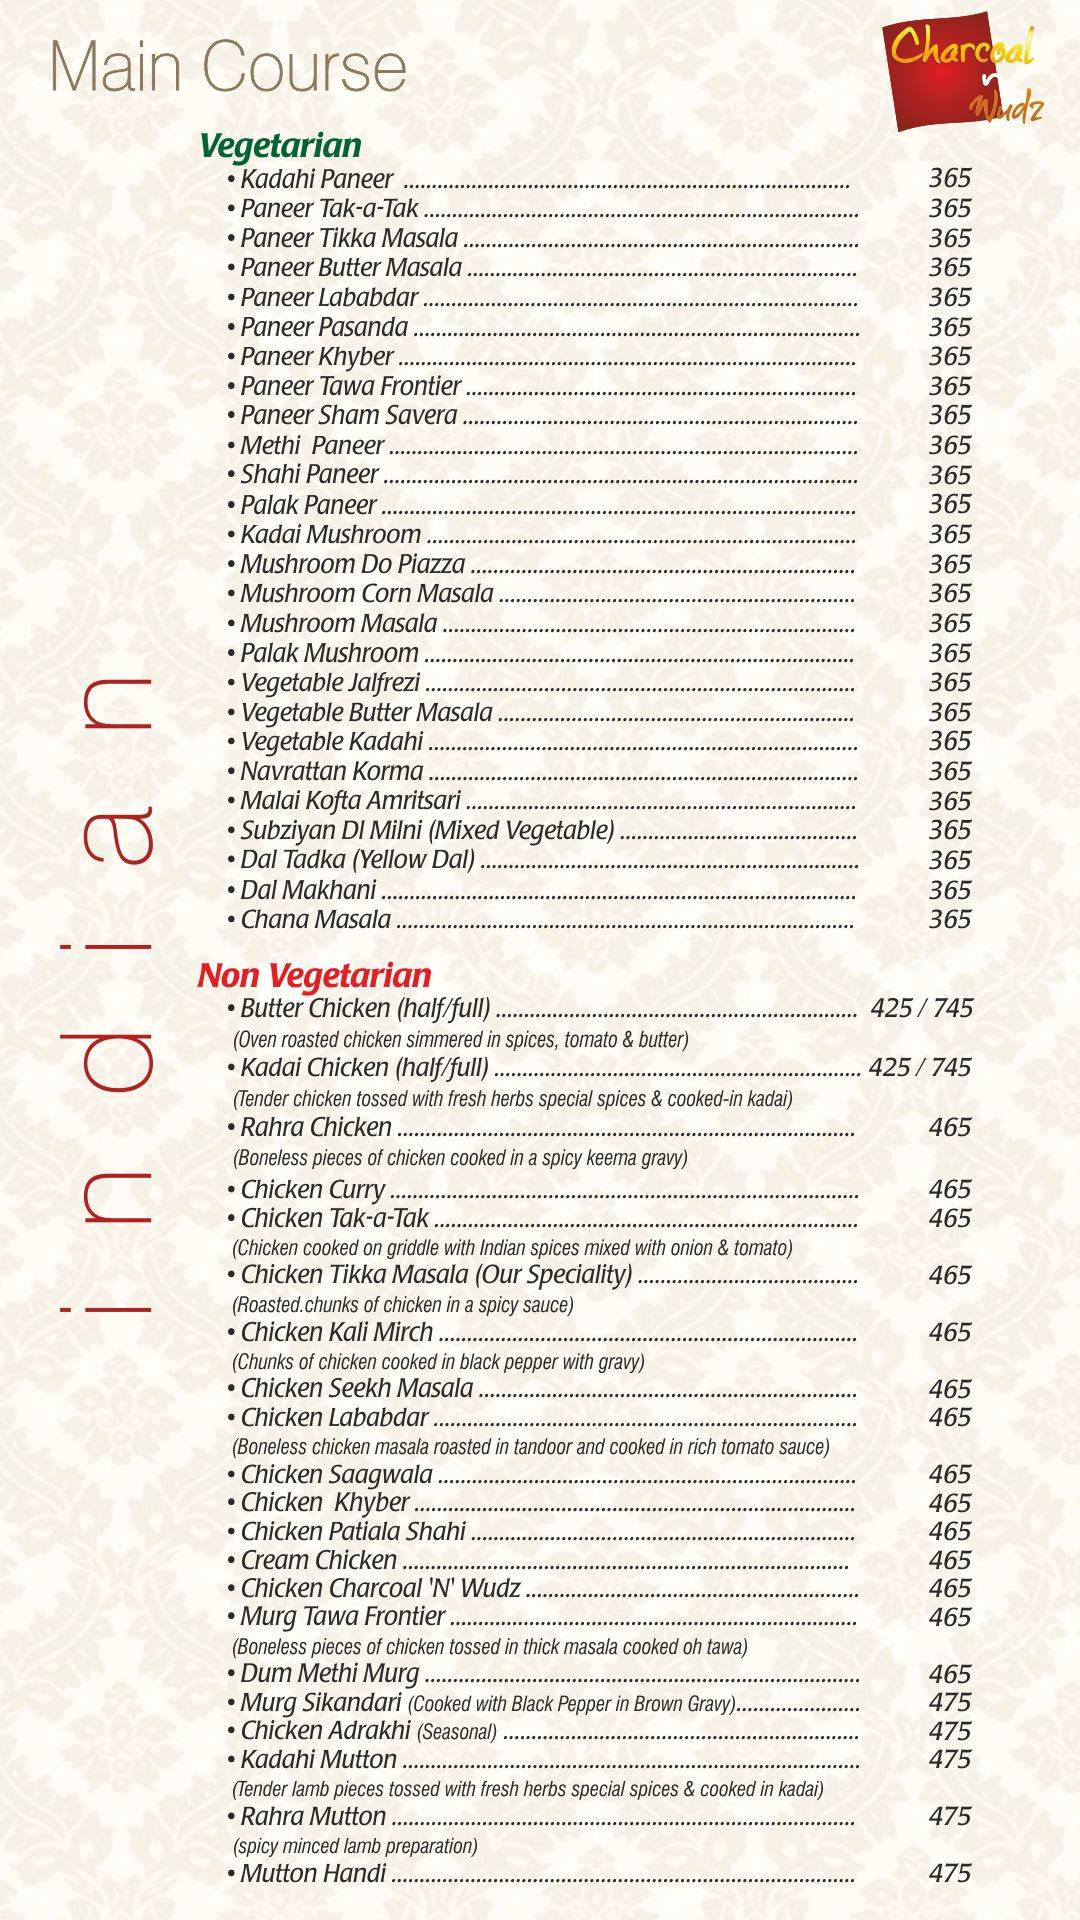 Main Course
Charcoal
n
Wudz
indian
Vegetarian
• Kadahi Paneer ........ 365
• Paneer Tak-a-Tak ........ 365
• Paneer Tikka Masala ........ 365
• Paneer Butter Masala ........ 365
• Paneer Lababdar ........ 365
• Paneer Pasanda ........ 365
• Paneer Khyber ........ 365
• Paneer Tawa Frontier ........ 365
• Paneer Sham Savera ........ 365
• Methi Paneer ........ 365
• Shahi Paneer ........ 365
• Palak Paneer ........ 365
• Kadai Mushroom ........ 365
• Mushroom Do Piazza ........ 365
• Mushroom Corn Masala ........ 365
• Mushroom Masala ........ 365
• Palak Mushroom ........ 365
• Vegetable Jalfrezi ........ 365
• Vegetable Butter Masala ........ 365
• Vegetable Kadahi ........ 365
• Navrattan Korma ........ 365
• Malai Kofta Amritsari ........ 365
• Subziyan DI Milni (Mixed Vegetable) ........ 365
• Dal Tadka (Yellow Dal) ........ 365
• Dal Makhani ........ 365
• Chana Masala ........ 365
Non Vegetarian
• Butter Chicken (half/full) ........ 425 / 745
(Oven roasted chicken simmered in spices, tomato & butter)
• Kadai Chicken (half/full) ........ 425 / 745
(Tender chicken tossed with fresh herbs special spices & cooked-in kadai)
• Rahra Chicken ........ 465
(Boneless pieces of chicken cooked in a spicy keema gravy)
• Chicken Curry ........ 465
• Chicken Tak-a-Tak ........ 465
(Chicken cooked on griddle with Indian spices mixed with onion & tomato)
• Chicken Tikka Masala (Our Speciality) ........ 465
(Roasted.chunks of chicken in a spicy sauce)
• Chicken Kali Mirch ........ 465
(Chunks of chicken cooked in black pepper with gravy)
• Chicken Seekh Masala ........ 465
• Chicken Lababdar ........ 465
(Boneless chicken masala roasted in tandoor and cooked in rich tomato sauce)
• Chicken Saagwala ........ 465
• Chicken Khyber ........ 465
• Chicken Patiala Shahi ........ 465
• Cream Chicken ........ 465
• Chicken Charcoal 'N' Wudz ........ 465
• Murg Tawa Frontier ........ 465
(Boneless pieces of chicken tossed in thick masala cooked oh tawa)
• Dum Methi Murg ........ 465
• Murg Sikandari (Cooked with Black Pepper in Brown Gravy)........ 475
• Chicken Adrakhi (Seasonal) ........ 475
• Kadahi Mutton ........ 475
(Tender lamb pieces tossed with fresh herbs special spices & cooked in kadai)
• Rahra Mutton ........ 475
(spicy minced lamb preparation)
• Mutton Handi ........ 475